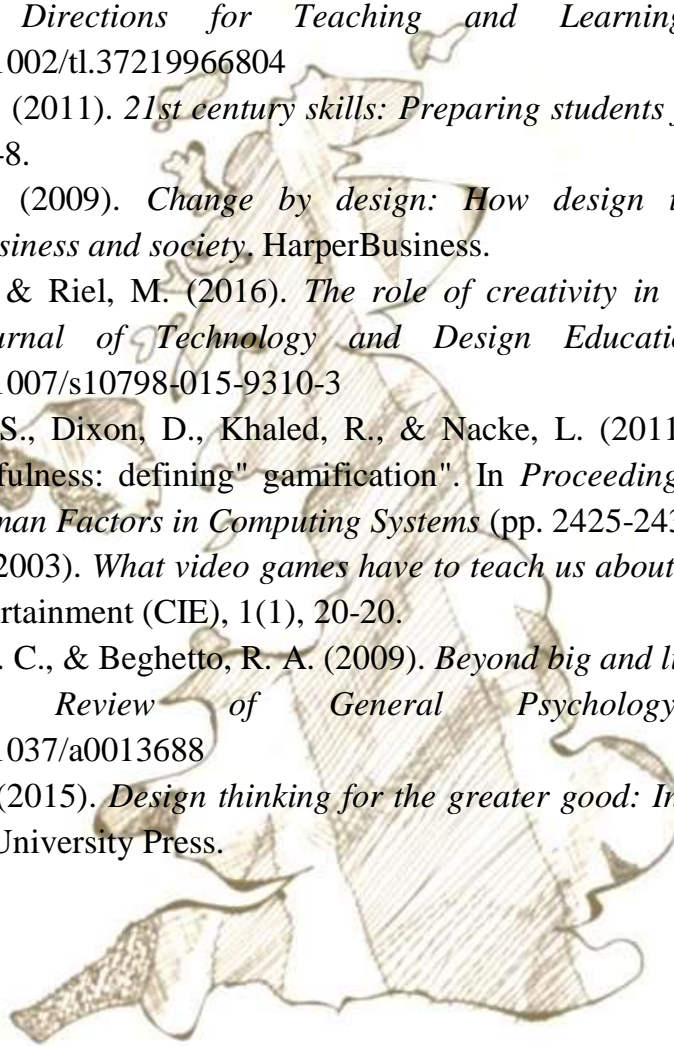 Directions for Teaching and Learning
1002/tl.37219966804
(2011). 21st century skills: Preparing students
-8.
(2009). Change by design: How design
siness and society. HarperBusiness.
& Riel, M. (2016). The role of creativity in
urnal of Technology and Design Educatio
1007/s10798-015-9310-3
S., Dixon, D., Khaled, R., & Nacke, L. (2011
fulness: defining" gamification". In Proceeding
man Factors in Computing Systems (pp. 2425-243
2003). What video games have to teach us about
ertainment (CIE), 1(1), 20-20.
. C., & Beghetto, R. A. (2009). Beyond big and li
Review of General Psychology
1037/a0013688
(2015). Design thinking for the greater good: In
University Press.